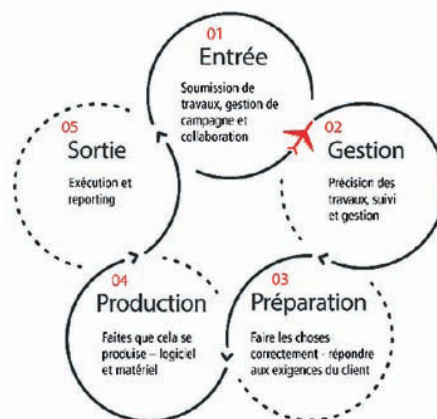 01
Entrée
Soumission de
travaux, gestion de
campagne et
collaboration
02
Gestion
Précision des
travaux, suivi
et gestion
03
Préparation
Faire les choses
correctement - répondre
aux exigences du client
04
Production
Faites que cela se
produise – logiciel
et matériel
05
Sortie
Exécution et
reporting